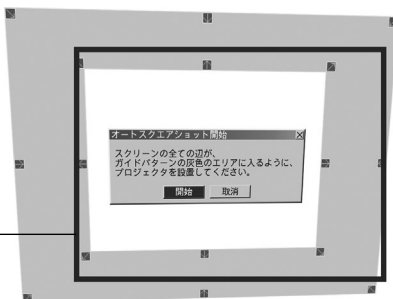 オートスクエアショット開始
スクリーンの全ての辺が、
ガイドパターンの灰色のエリアに入るように、
プロジェクタを設置してください。
開始 取消